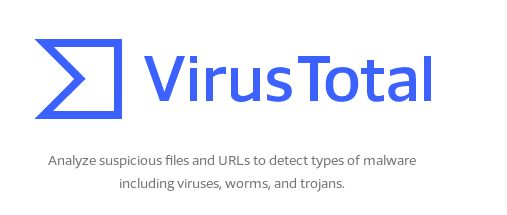 VirusTotal
Analyze suspicious files and URLs to detect types of malware
including viruses, worms, and trojans.